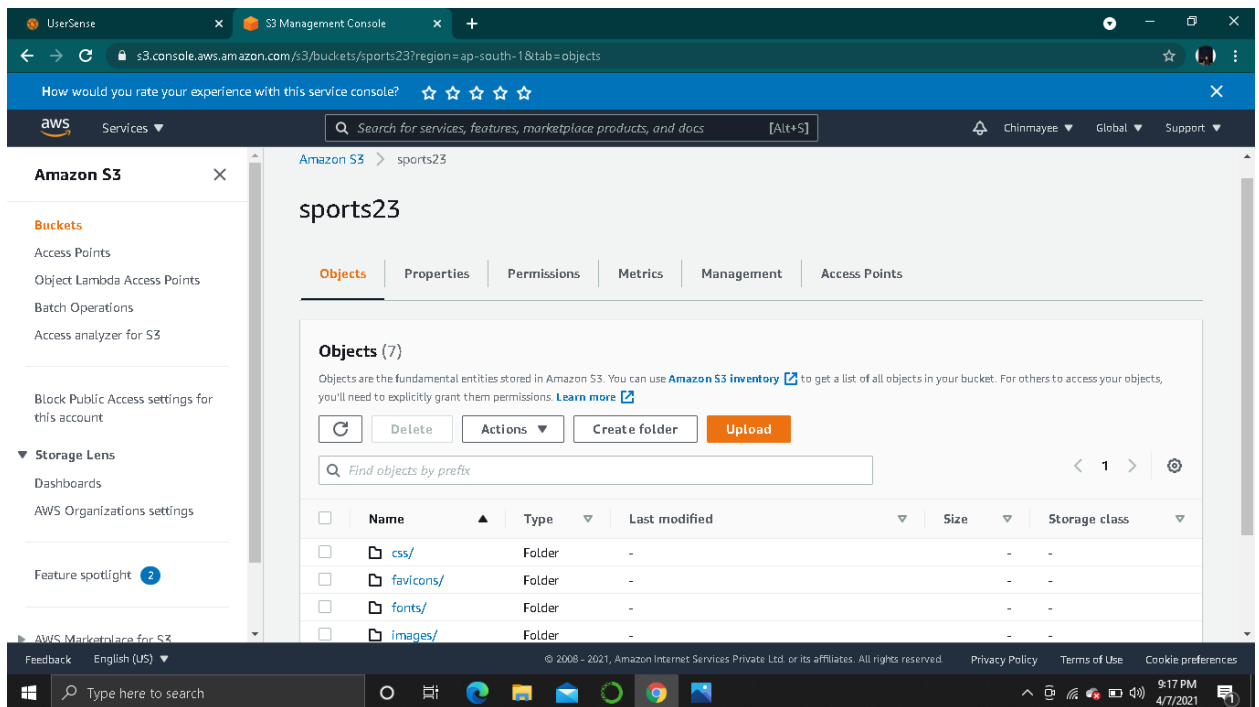 UserSense
S3 Management Console
s3.console.aws.amazon.com/s3/buckets/sports23?region=ap-south-1&tab=objects
How would you rate your experience with this service console?
aws Services Search for services, features, marketplace products, and docs [Alt+S] Chinmayee Global Support
Amazon S3
Buckets
Access Points
Object Lambda Access Points
Batch Operations
Access analyzer for S3
Block Public Access settings for
this account
Storage Lens
Dashboards
AWS Organizations settings
Feature spotlight 2
AWS Marketplace for S3
Amazon S3 > sports23
sports23
Objects Properties Permissions Metrics Management Access Points
Objects (7)
Objects are the fundamental entities stored in Amazon S3. You can use Amazon S3 inventory to get a list of all objects in your bucket. For others to access your objects,
you'll need to explicitly grant them permissions. Learn more
Delete Actions Create folder Upload
Find objects by prefix
1
Name Type Last modified Size Storage class
css/ Folder - - -
favicons/ Folder - - -
fonts/ Folder - - -
images/ Folder - - -
Feedback English (US) © 2008 - 2021, Amazon Internet Services Private Ltd. or its affiliates. All rights reserved. Privacy Policy Terms of Use Cookie preferences
Type here to search
9:17 PM
4/7/2021
1